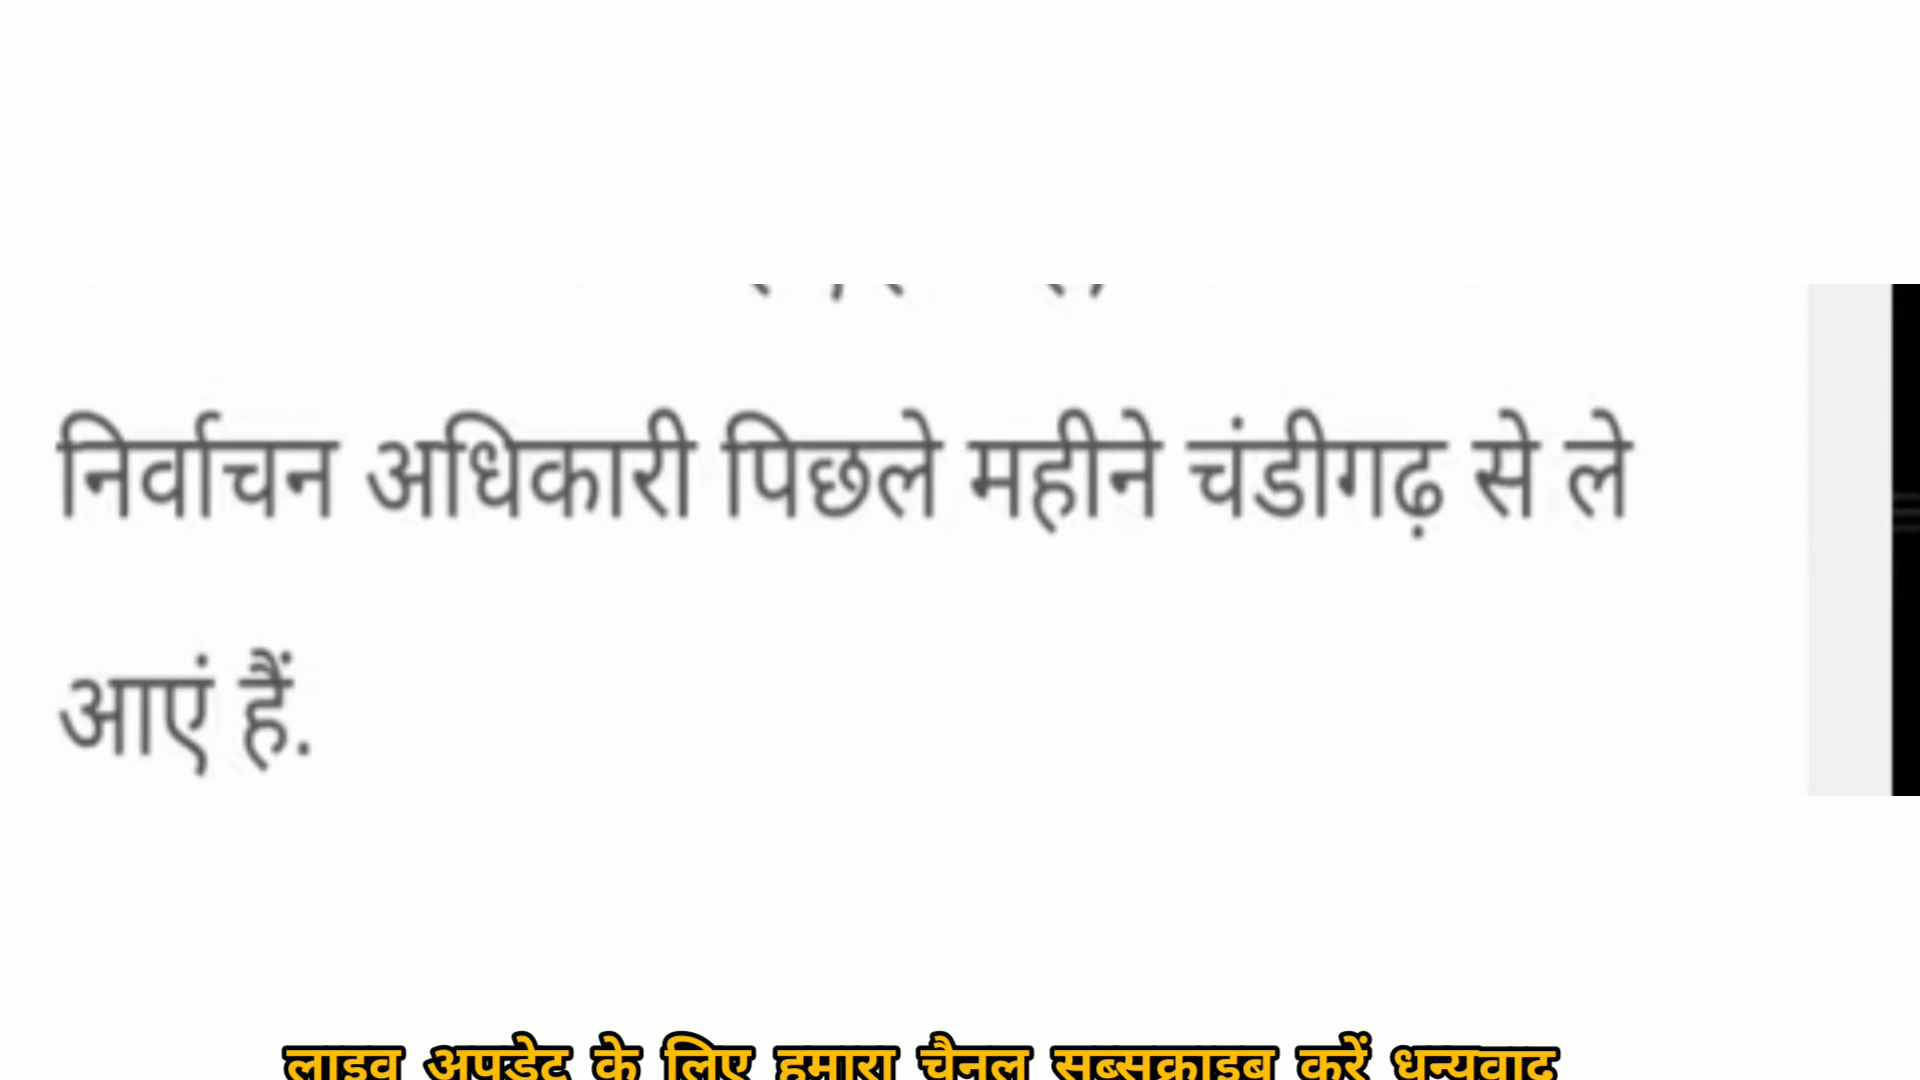 निर्वाचन अधिकारी पिछले महीने चंडीगढ़ से ले
आएं हैं.
लाइव अपडेट के लिए हमारा चैनल सब्सक्राइब करें धन्यवाद